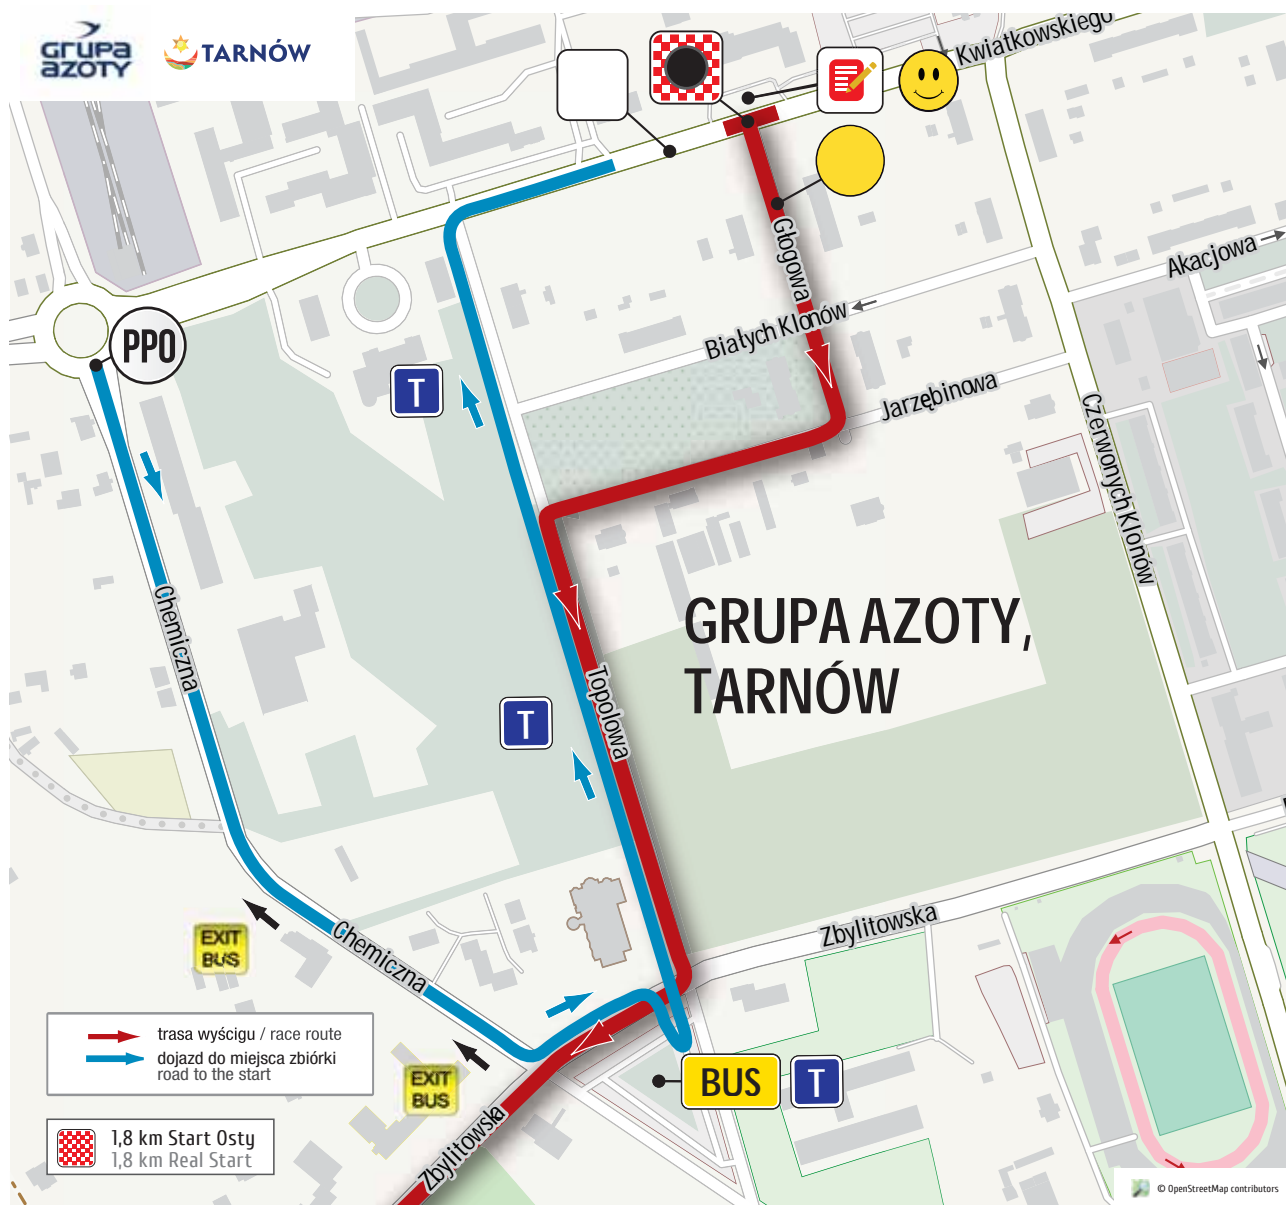 GRUPA
AZOTY
TARNÓW
Kwiatkowskiego
Głogowa
Akacjowa
Białych Klonów
PPO
T
Jarzębinowa
Czerwonych Klonów
Chemiczna
GRUPA AZOTY,
TARNÓW
Topolowa
T
Zbylitowska
EXIT
BUS
Chemiczna
trasa wyścigu / race route
dojazd do miejsca zbiórki
road to the start
EXIT
BUS
BUS
T
Zbylitowska
1,8 km Start Osty
1,8 km Real Start
© OpenStreetMap contributors